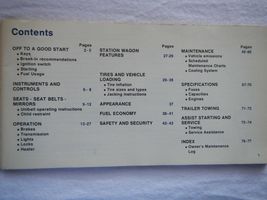 Contents
Pages
OFF TO A GOOD START 2-5
• Keys
• Break-in recommendations
• Ignition switch
• Starting
• Fuel Usage
INSTRUMENTS AND
CONTROLS 6-8
SEATS - SEAT BELTS -
MIRRORS 9-12
• Unibelt operating instructions
• Child restraint
OPERATION 13-27
• Brakes
• Transmission
• Lights
• Locks
• Heater
Pages
STATION WAGON
FEATURES 27-29
TIRES AND VEHICLE
LOADING 29-36
• Tire inflation
• Tire sizes and types
• Jacking instructions
APPEARANCE 37
FUEL ECONOMY 38-41
SAFETY AND SECURITY 42-43
Pages
MAINTENANCE
• Vehicle emissions
• Scheduled
Maintenance Charts
• Cooling System
SPECIFICATIONS 67-70
• Fuses
• Capacities
• Engines
TRAILER TOWING 71-72
ASSIST STARTING AND
SERVICE 73-74
• Towing
• Service Assistance
INDEX 76-77
• Owner's Maintenance
Log